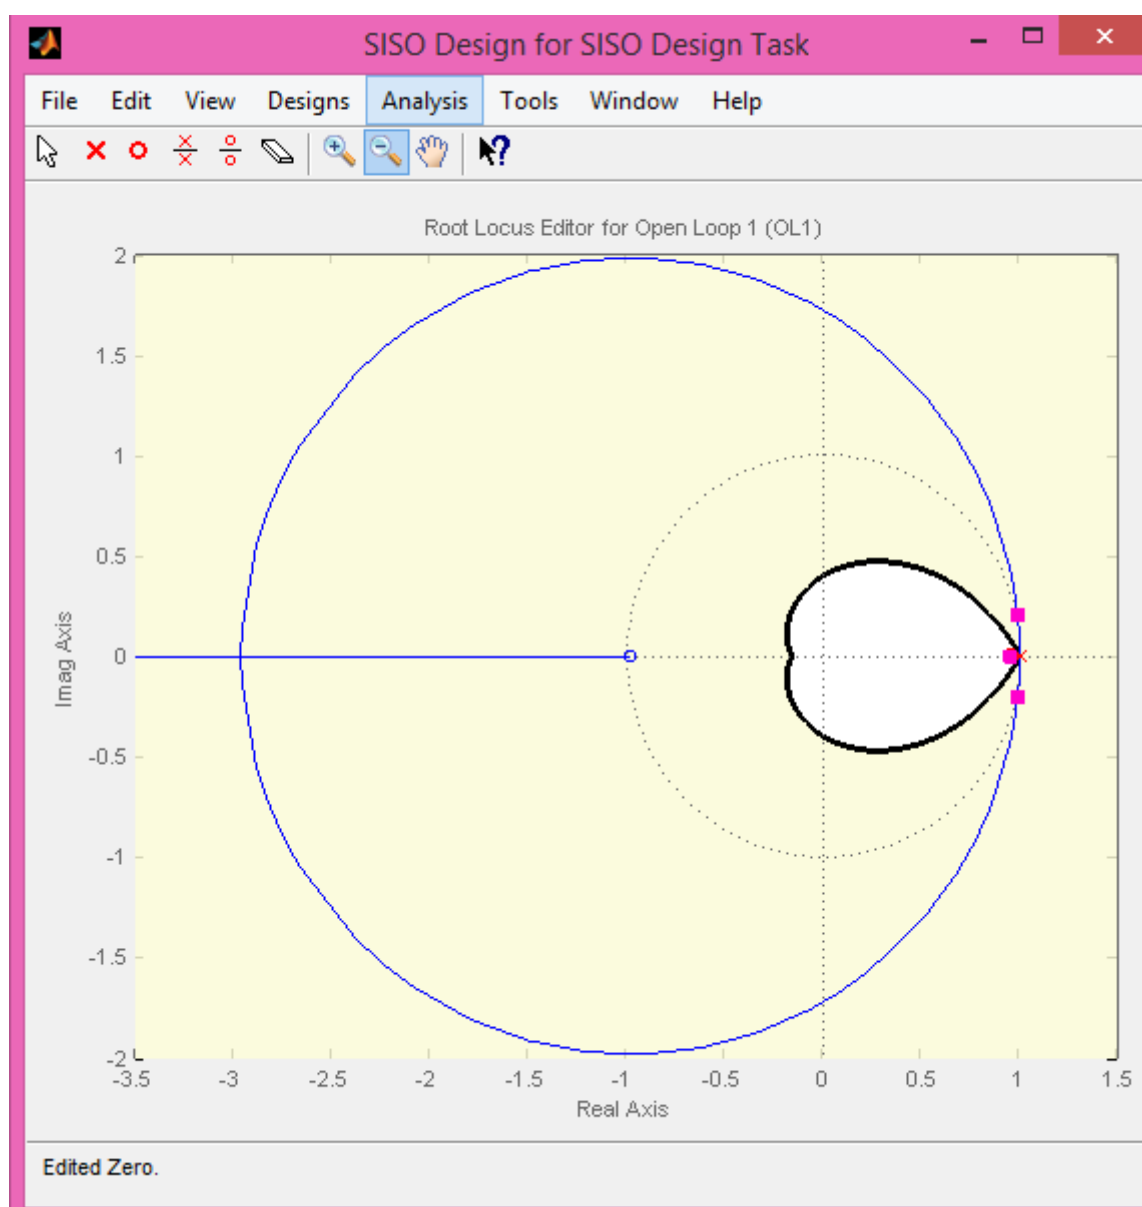 SISO Design for SISO Design Task
File Edit View Designs Analysis Tools Window Help
Root Locus Editor for Open Loop 1 (OL1)
2
1.5
1
0.5
0
-0.5
-1
-1.5
-2
Imag Axis
-3.5 -3 -2.5 -2 -1.5 -1 -0.5 0 0.5 1 1.5
Real Axis
Edited Zero.